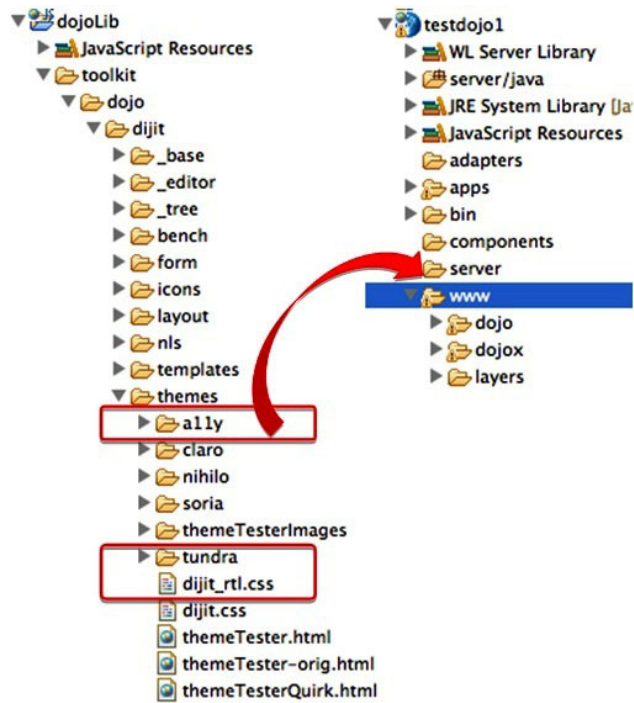 dojoLib
JavaScript Resources
toolkit
dojo
dijit
_base
_editor
_tree
bench
form
icons
layout
nls
templates
themes
a11y
claro
nihilo
soria
themeTesterImages
tundra
dijit_rtl.css
dijit.css
themeTester.html
themeTester-orig.html
themeTesterQuirk.html
testdojo1
WL Server Library
server/java
JRE System Library [Ja
JavaScript Resources
adapters
apps
bin
components
server
www
dojo
dojox
layers